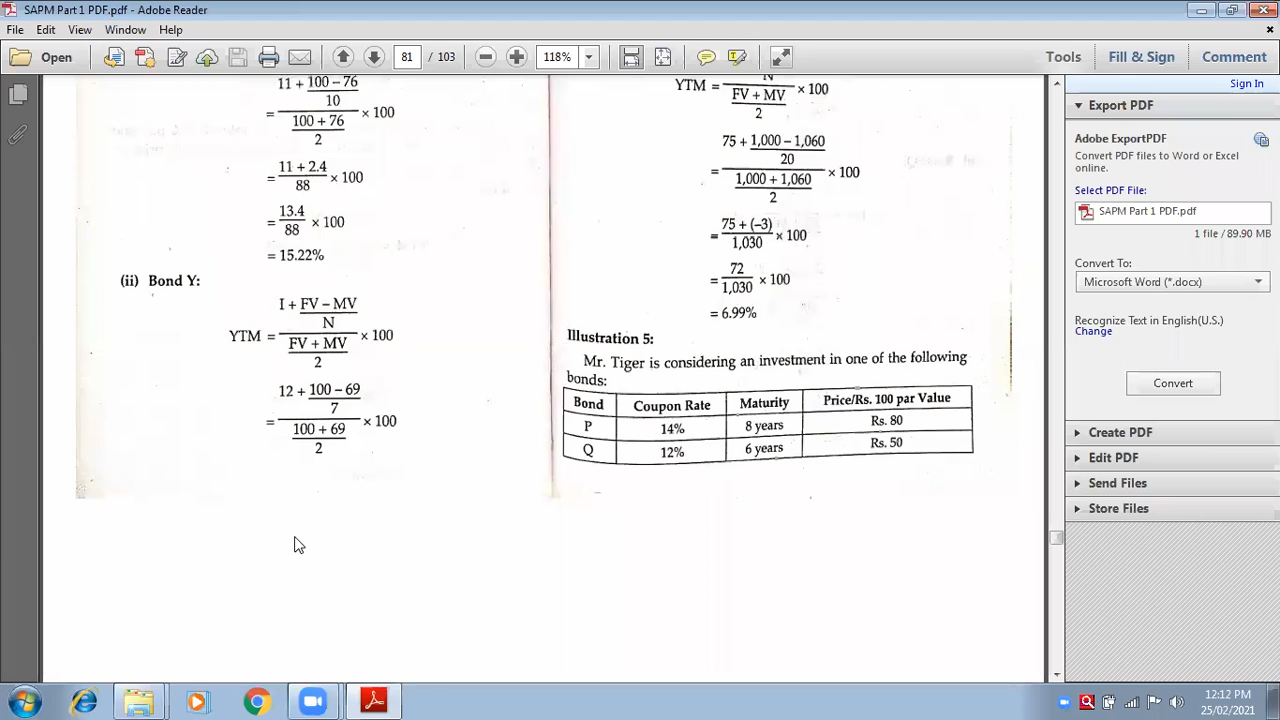 SAPM Part 1 PDF.pdf - Adobe Reader
File Edit View Window Help
Open 81 / 103 118% Tools Fill & Sign Comment
11 + 100 – 76
10
= × 100
100 + 76
2
= 11 + 2.4
88 × 100
= 13.4
88 × 100
= 15.22%
(ii) Bond Y:
I + FV – MV
N
YTM = × 100
FV + MV
2
12 + 100 – 69
7
= × 100
100 + 69
2
N
YTM = × 100
FV + MV
2
75 + 1,000 – 1,060
20
= × 100
1,000 + 1,060
2
= 75 + (–3)
1,030 × 100
= 72
1,030 × 100
= 6.99%
Illustration 5:
Mr. Tiger is considering an investment in one of the following
bonds:
Bond Coupon Rate Maturity Price/Rs. 100 par Value
P 14% 8 years Rs. 80
Q 12% 6 years Rs. 50
Sign In
Export PDF
Adobe ExportPDF
Convert PDF files to Word or Excel
online.
Select PDF File:
SAPM Part 1 PDF.pdf
1 file / 89.90 MB
Convert To:
Microsoft Word (*.docx)
Recognize Text in English(U.S.)
Change
Convert
Create PDF
Edit PDF
Send Files
Store Files
12:12 PM
25/02/2021